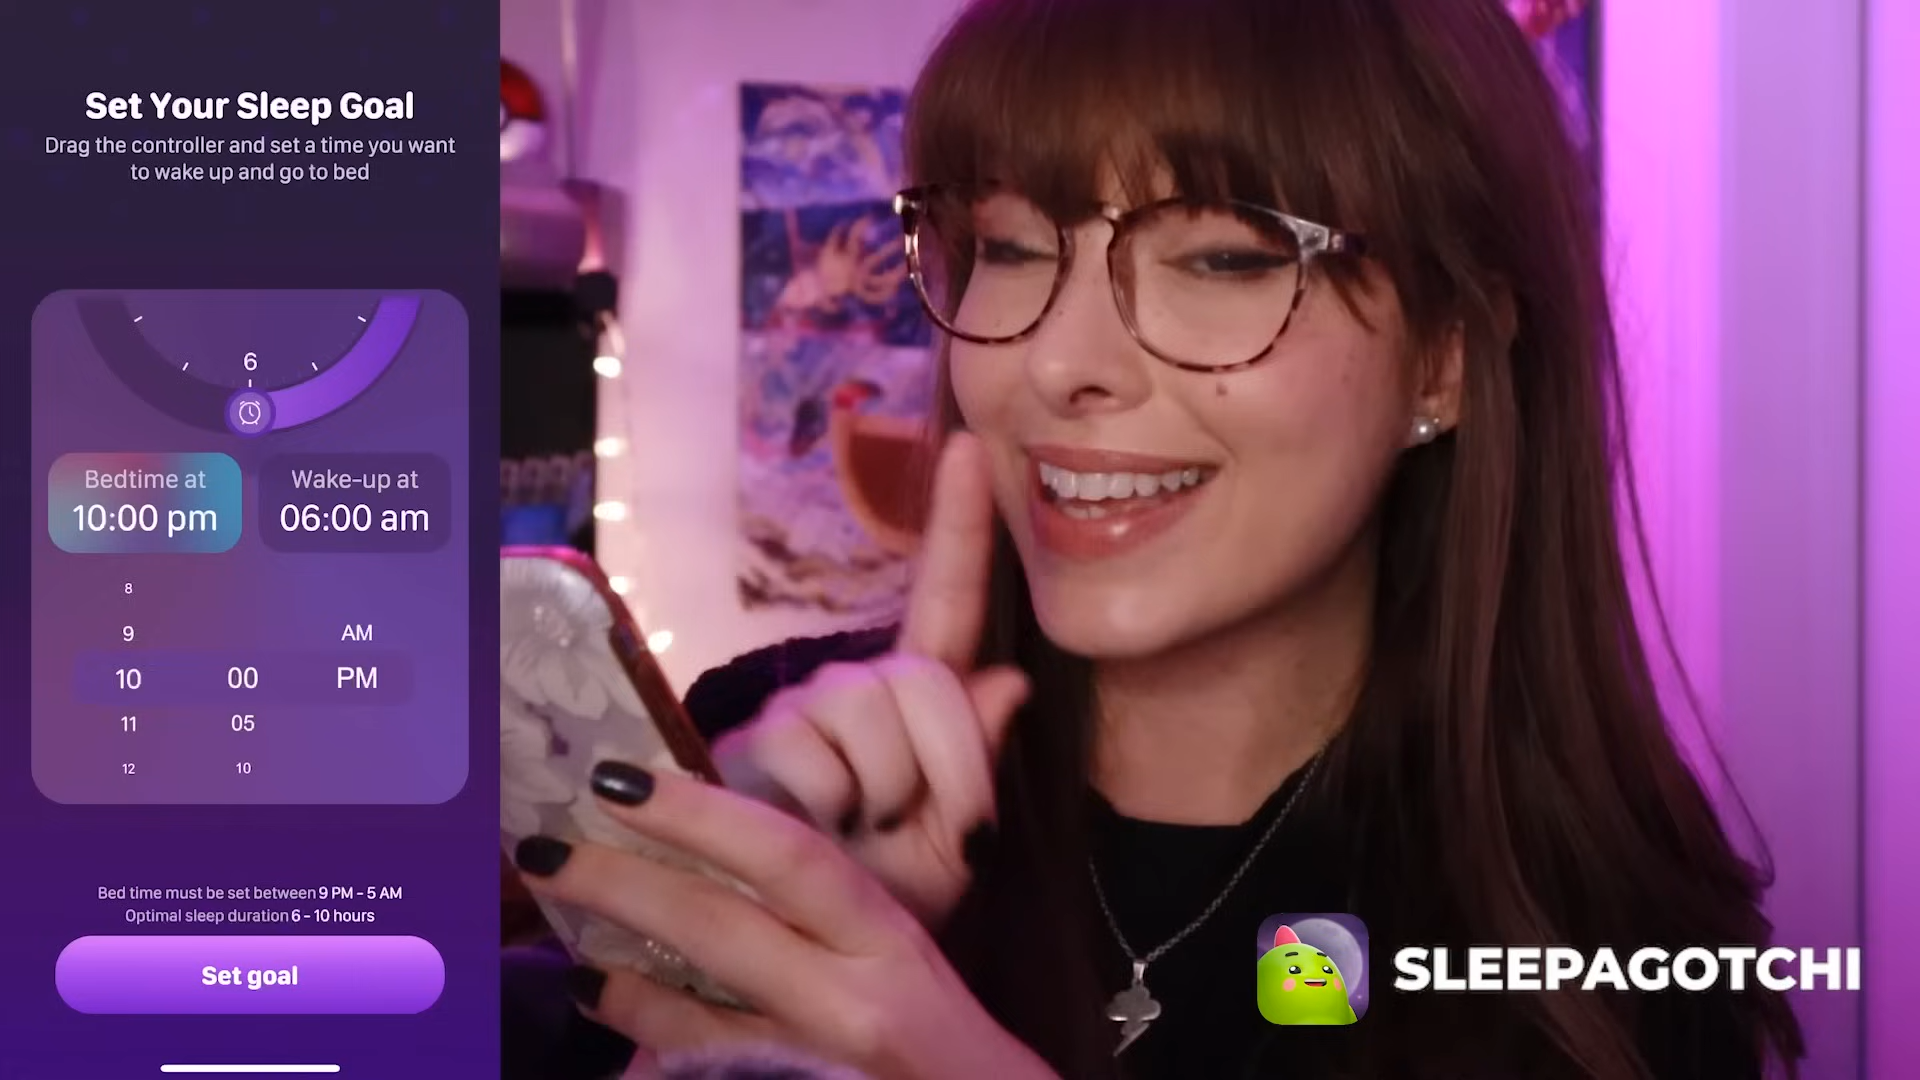 Set Your Sleep Goal
Drag the controller and set a time you want
to wake up and go to bed
6
Bedtime at
10:00 pm
Wake-up at
06:00 am
8
9
AM
10
00
PM
11
05
12
10
Bed time must be set between 9 PM - 5 AM
Optimal sleep duration 6 - 10 hours
Set goal
SLEEPAGOTCHI